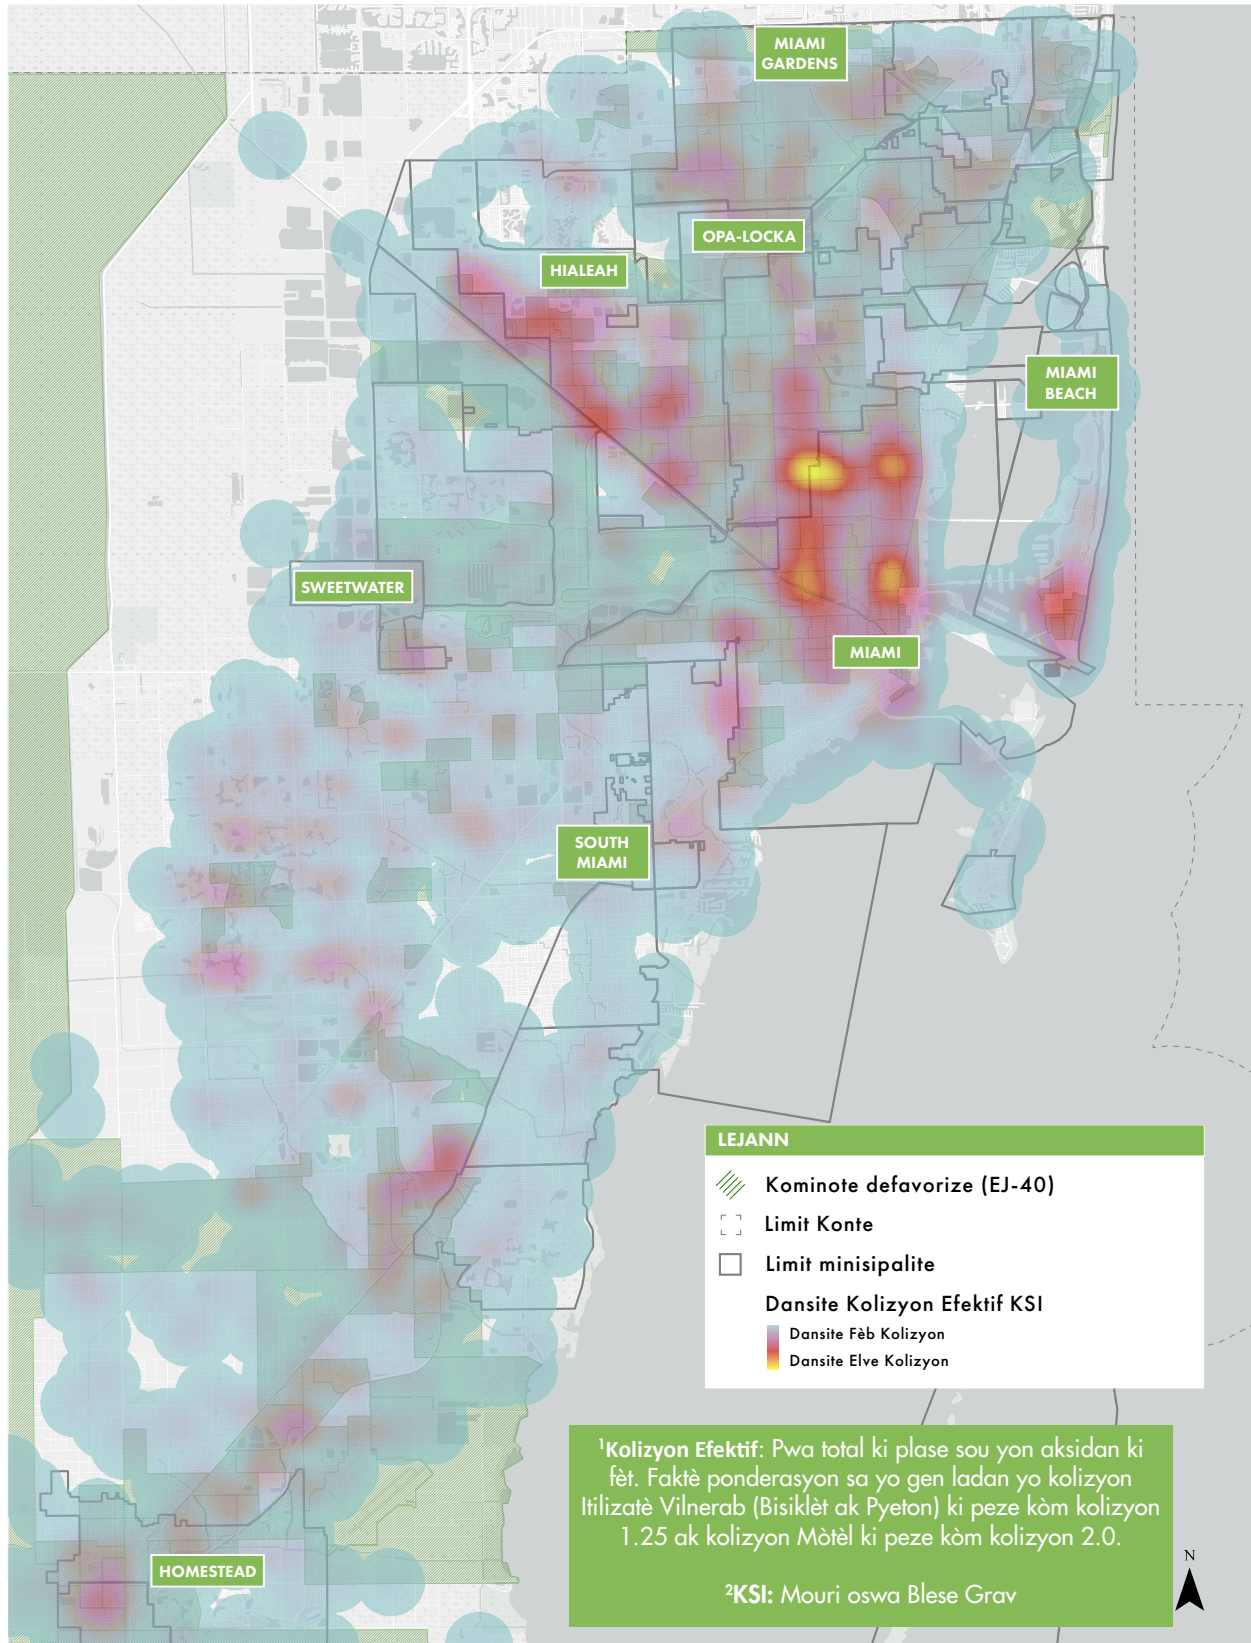 MIAMI
GARDENS
OPA-LOCKA
HIALEAH
MIAMI
BEACH
SWEETWATER
MIAMI
SOUTH
MIAMI
HOMESTEAD
LEJANN
Kominote defavorize (EJ-40)
Limit Konte
Limit minisipalite
Dansite Kolizyon Efektif KSI
Dansite Fèb Kolizyon
Dansite Elve Kolizyon
¹Kolizyon Efektif: Pwa total ki plase sou yon aksidan ki
fèt. Faktè ponderasyon sa yo gen ladan yo kolizyon
Itilizatè Vilnerab (Bisiklèt ak Pyeton) ki peze kòm kolizyon
1.25 ak kolizyon Mòtèl ki peze kòm kolizyon 2.0.
²KSI: Mouri oswa Blese Grav
N